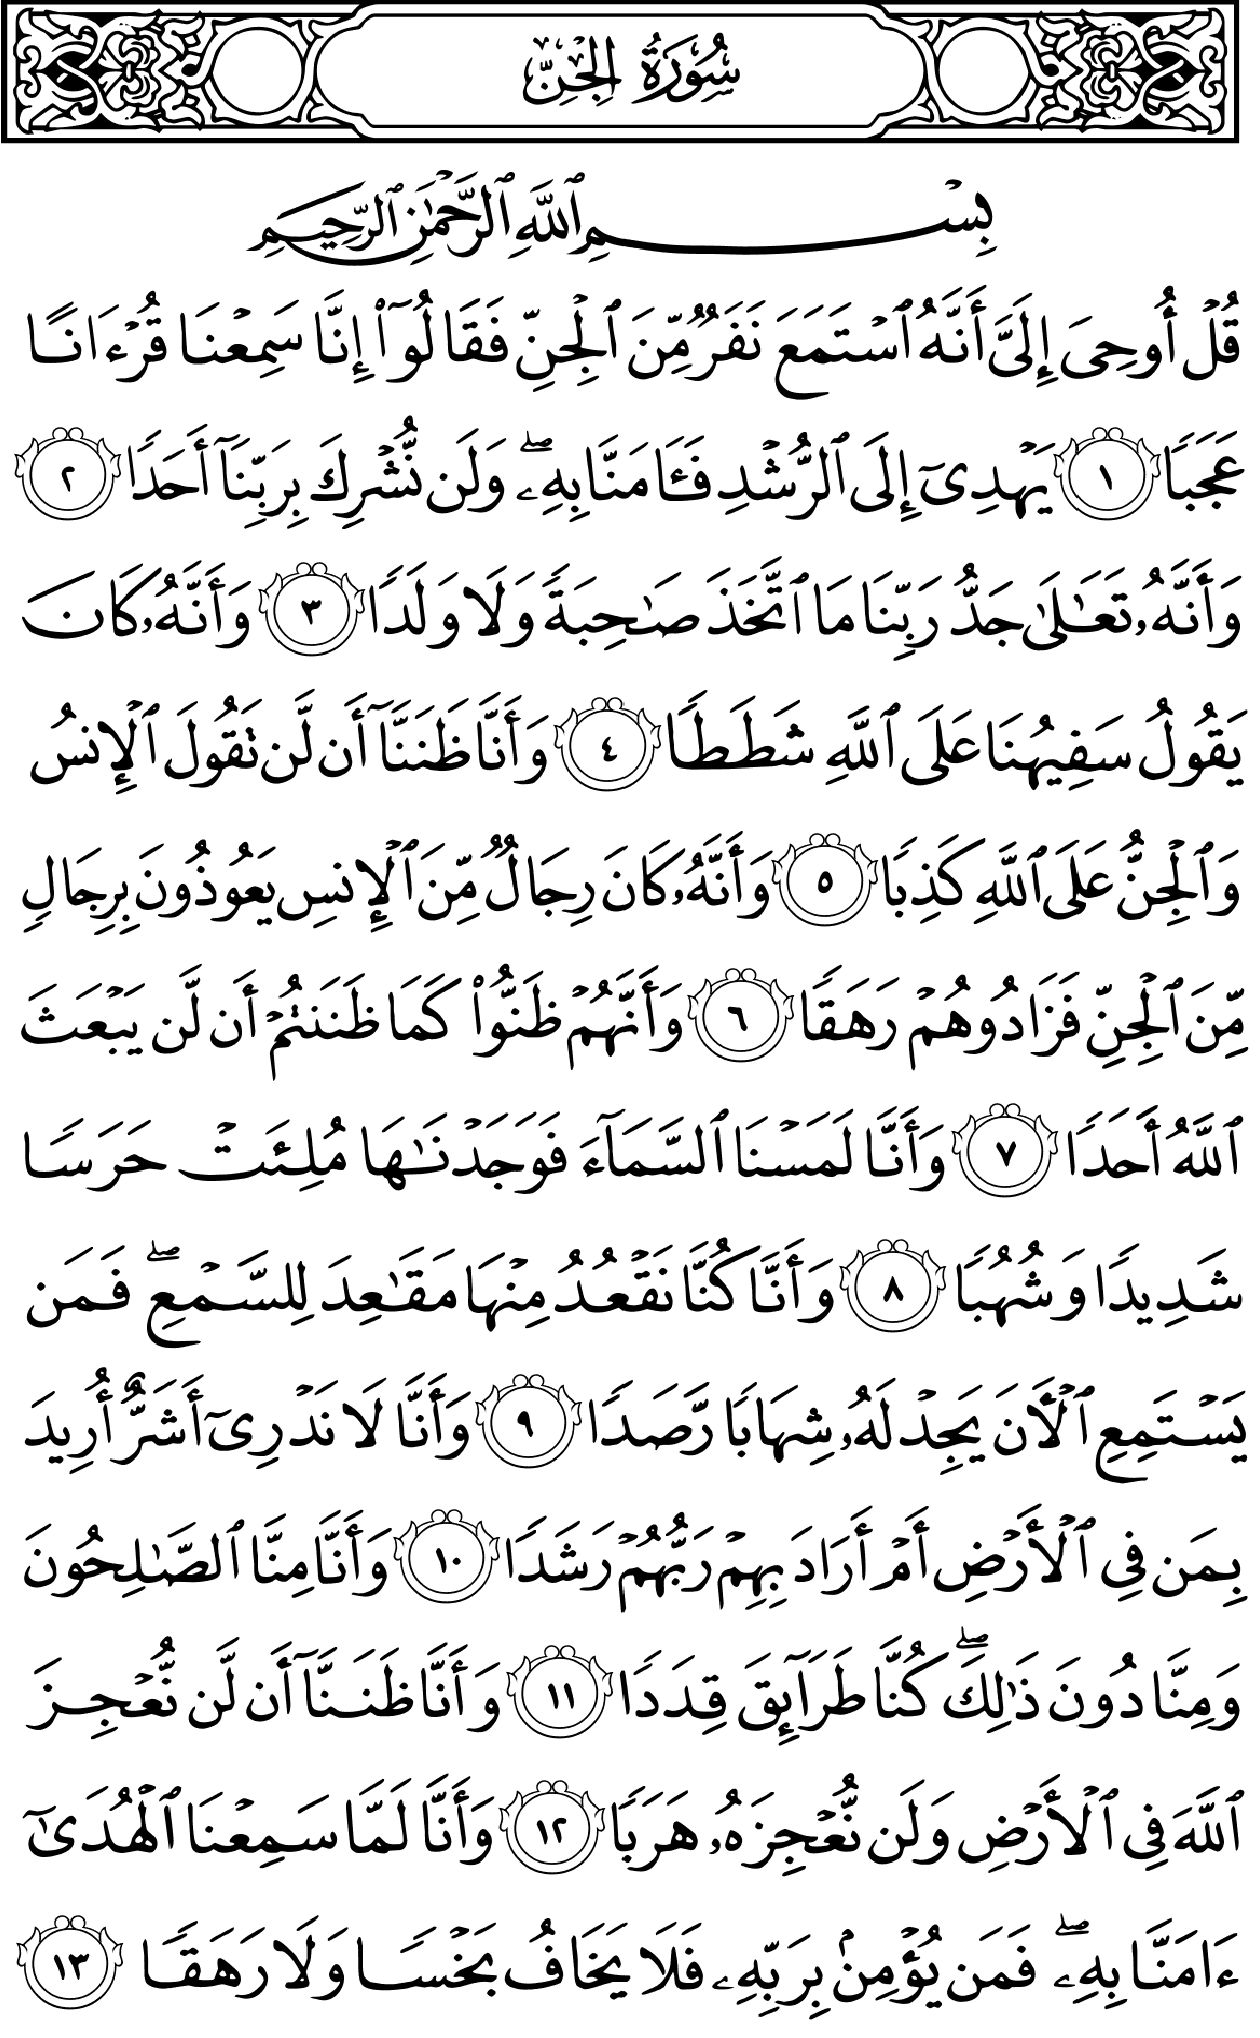 سُورَةُ الجِنِّ
بِسْمِ ٱللَّهِ ٱلرَّحْمَٰنِ ٱلرَّحِيمِ
قُلْ أُوحِىَ إِلَىَّ أَنَّهُ ٱسْتَمَعَ نَفَرٌ مِّنَ ٱلْجِنِّ فَقَالُوٓا۟ إِنَّا سَمِعْنَا قُرْءَانًا
عَجَبًا ١ يَهْدِىٓ إِلَى ٱلرُّشْدِ فَـَٔامَنَّا بِهِۦ ۖ وَلَن نُّشْرِكَ بِرَبِّنَآ أَحَدًا ٢
وَأَنَّهُۥ تَعَٰلَىٰ جَدُّ رَبِّنَا مَا ٱتَّخَذَ صَٰحِبَةً وَلَا وَلَدًا ٣ وَأَنَّهُۥ كَانَ
يَقُولُ سَفِيهُنَا عَلَى ٱللَّهِ شَطَطًا ٤ وَأَنَّا ظَنَنَّآ أَن لَّن تَقُولَ ٱلْإِنسُ
وَٱلْجِنُّ عَلَى ٱللَّهِ كَذِبًا ٥ وَأَنَّهُۥ كَانَ رِجَالٌ مِّنَ ٱلْإِنسِ يَعُوذُونَ بِرِجَالٍ
مِّنَ ٱلْجِنِّ فَزَادُوهُمْ رَهَقًا ٦ وَأَنَّهُمْ ظَنُّوا۟ كَمَا ظَنَنتُمْ أَن لَّن يَبْعَثَ
ٱللَّهُ أَحَدًا ٧ وَأَنَّا لَمَسْنَا ٱلسَّمَآءَ فَوَجَدْنَٰهَا مُلِئَتْ حَرَسًا
شَدِيدًا وَشُهُبًا ٨ وَأَنَّا كُنَّا نَقْعُدُ مِنْهَا مَقَٰعِدَ لِلسَّمْعِ ۖ فَمَن
يَسْتَمِعِ ٱلْـَٔانَ يَجِدْ لَهُۥ شِهَابًا رَّصَدًا ٩ وَأَنَّا لَا نَدْرِىٓ أَشَرٌّ أُرِيدَ
بِمَن فِى ٱلْأَرْضِ أَمْ أَرَادَ بِهِمْ رَبُّهُمْ رَشَدًا ١٠ وَأَنَّا مِنَّا ٱلصَّٰلِحُونَ
وَمِنَّا دُونَ ذَٰلِكَ ۖ كُنَّا طَرَآئِقَ قِدَدًا ١١ وَأَنَّا ظَنَنَّآ أَن لَّن نُّعْجِزَ
ٱللَّهَ فِى ٱلْأَرْضِ وَلَن نُّعْجِزَهُۥ هَرَبًا ١٢ وَأَنَّا لَمَّا سَمِعْنَا ٱلْهُدَىٰٓ
ءَامَنَّا بِهِۦ ۖ فَمَن يُؤْمِنۢ بِرَبِّهِۦ فَلَا يَخَافُ بَخْسًا وَلَا رَهَقًا ١٣